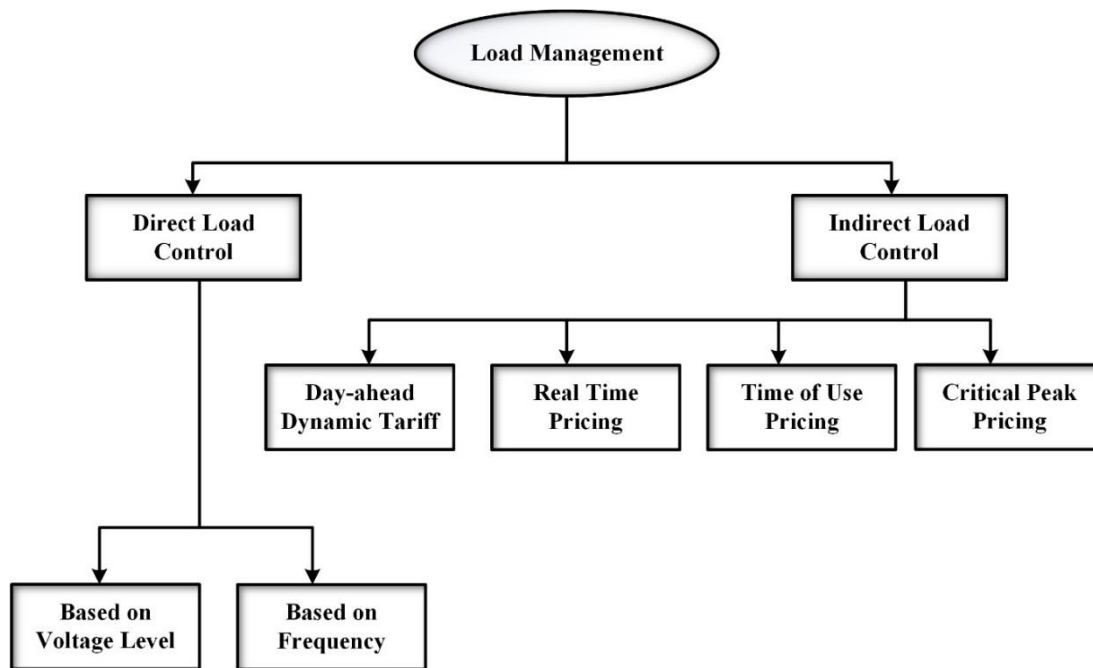 Load Management
Direct Load
Control
Indirect Load
Control
Day-ahead
Dynamic Tariff
Real Time
Pricing
Time of Use
Pricing
Critical Peak
Pricing
Based on
Voltage Level
Based on
Frequency